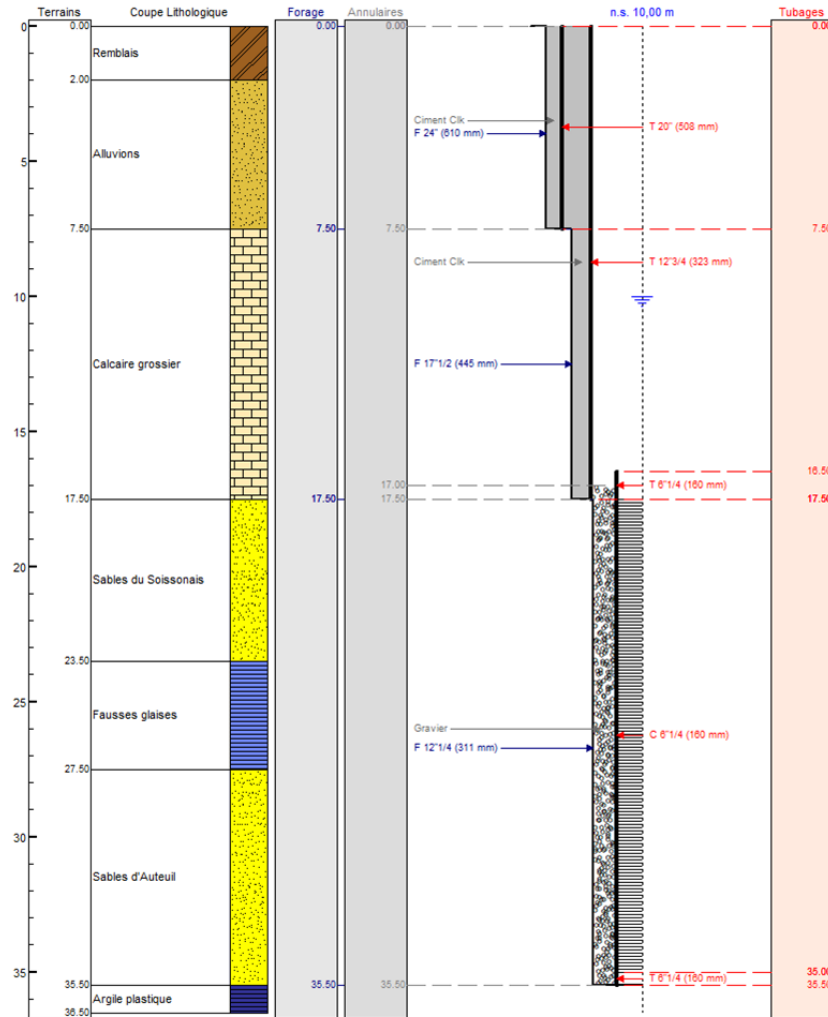 Terrains Coupe Lithologique Forage Annulaires n.s. 10,00 m Tubages
0 0.00 0.00 0.00 0.00
Remblais
2.00
Ciment Clk
T 20" (508 mm)
F 24" (610 mm)
Alluvions
5
7.50 7.50 7.50 7.50
Ciment Clk T 12"3/4 (323 mm)
10
Calcaire grossier F 17"1/2 (445 mm)
15
16.50
17.00 T 6"1/4 (160 mm)
17.50 17.50 17.50 17.50
Sables du Soissonais
20
23.50
25
Fausses glaises
Gravier
C 6"1/4 (160 mm)
F 12"1/4 (311 mm)
27.50
30
Sables d'Auteuil
35 35.00
T 6"1/4 (160 mm)
35.50 35.50 35.50 35.50
Argile plastique
36.50